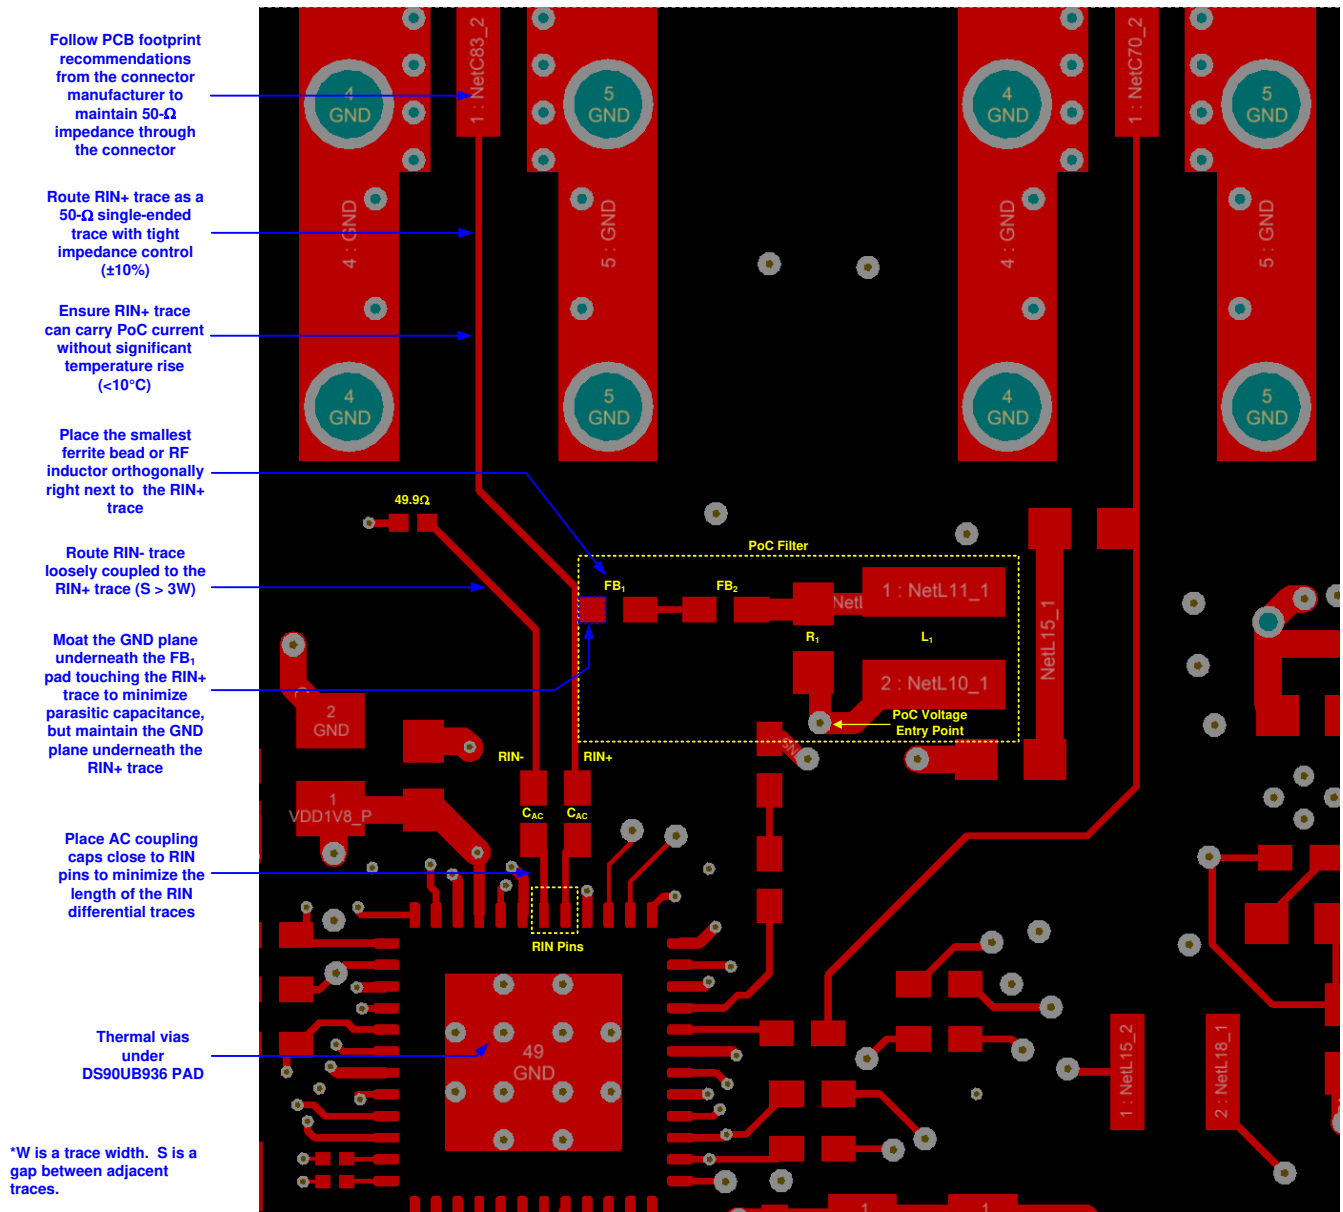 Follow PCB footprint
recommendations
from the connector
manufacturer to
maintain 50-Ω
impedance through
the connector
Route RIN+ trace as a
50-Ω single-ended
trace with tight
impedance control
(±10%)
Ensure RIN+ trace
can carry PoC current
without significant
temperature rise
(<10°C)
Place the smallest
ferrite bead or RF
inductor orthogonally
right next to the RIN+
trace
Route RIN- trace
loosely coupled to the
RIN+ trace (S > 3W)
Moat the GND plane
underneath the FB₁
pad touching the RIN+
trace to minimize
parasitic capacitance,
but maintain the GND
plane underneath the
RIN+ trace
Place AC coupling
caps close to RIN
pins to minimize the
length of the RIN
differential traces
Thermal vias
under
DS90UB936 PAD
*W is a trace width. S is a
gap between adjacent
traces.
4
GND
1 : NetC83_2
5
GND
4
GND
1 : NetC70_2
5
GND
4 : GND
5 : GND
4 : GND
5 : GND
4
GND
5
GND
4
GND
5
GND
49.9Ω
PoC Filter
FB₁
FB₂
NetL
1 : NetL11_1
R₁
L₁
2 : NetL10_1
NetL15_1
PoC Voltage
Entry Point
2
GND
RIN-
RIN+
1
VDD1V8_P
CAC
CAC
RIN Pins
49
GND
1 : NetL15_2
2 : NetL18_1
1
1